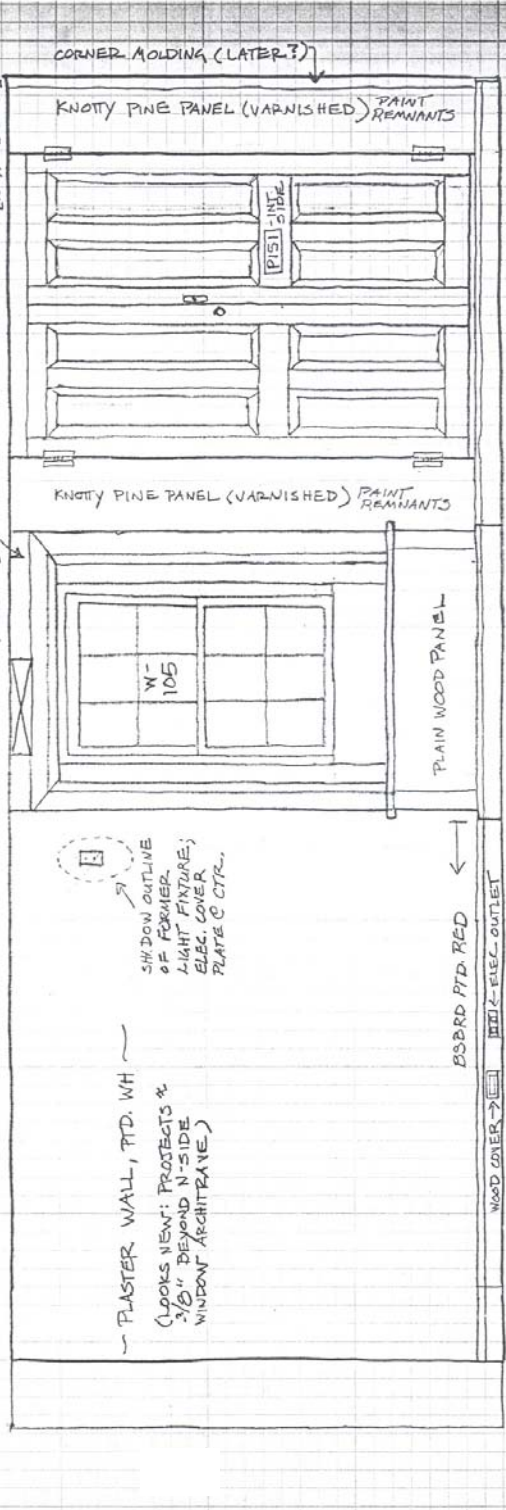 CORNER MOLDING (LATER?)
KNOTTY PINE PANEL (VARNISHED) PAINT
REMNANTS
P151 -INT
SIDE
KNOTTY PINE PANEL (VARNISHED) PAINT
REMNANTS
W-
105
PLAIN WOOD PANEL
SHADOW OUTLINE
OF FORMER
LIGHT FIXTURE;
ELEC. COVER
PLATE @ CTR.
BSBRD PTD. RED
ELEC. OUTLET
WOOD COVER
— PLASTER WALL, PTD. WH —
(LOOKS NEW: PROJECTS ≈
3/8" BEYOND N-SIDE
WINDOW ARCHITRAVE)